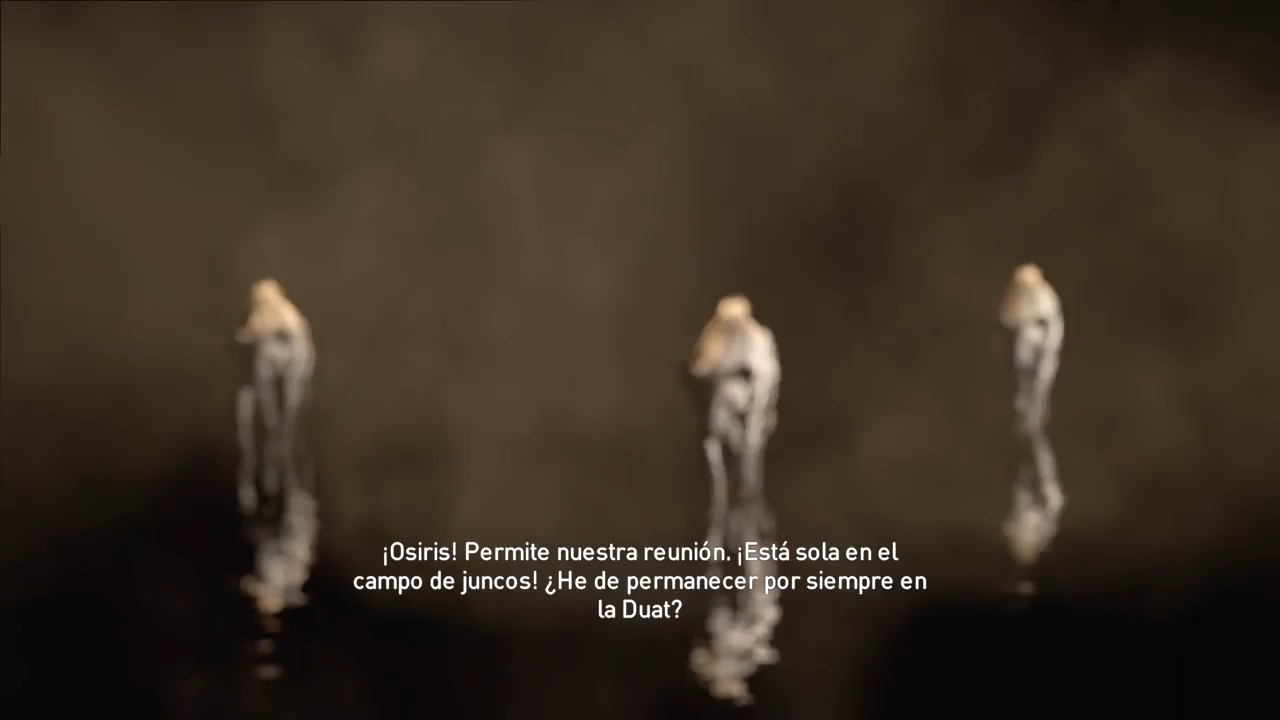 ¡Osiris! Permite nuestra reunión. ¡Está sola en el
campo de juncos! ¿He de permanecer por siempre en
la Duat?